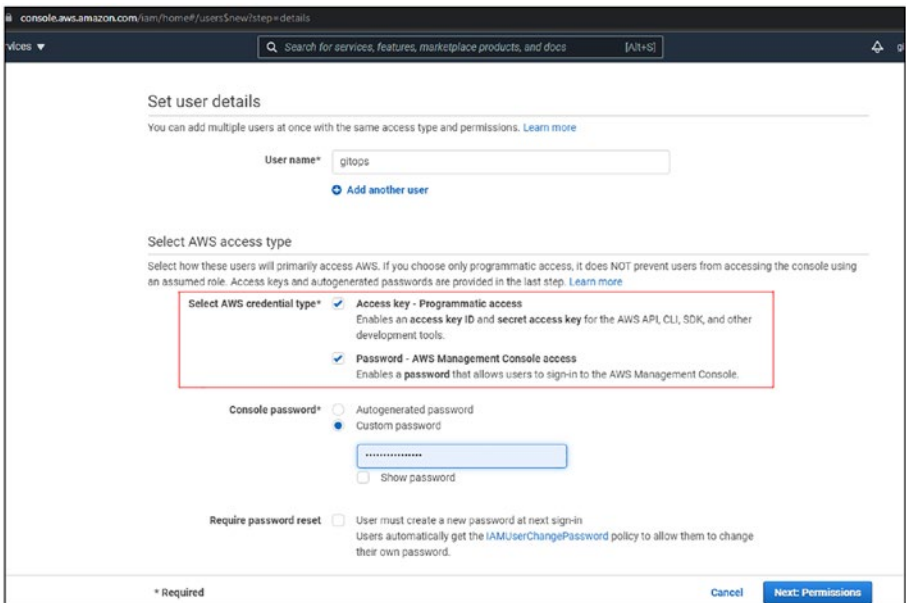 console.aws.amazon.com/iam/home#/users$new?step=details
vices ▼
Search for services, features, marketplace products, and docs [Alt+S]
Set user details
You can add multiple users at once with the same access type and permissions. Learn more
User name* gitops
Add another user
Select AWS access type
Select how these users will primarily access AWS. If you choose only programmatic access, it does NOT prevent users from accessing the console using
an assumed role. Access keys and autogenerated passwords are provided in the last step. Learn more
Select AWS credential type* Access key - Programmatic access
Enables an access key ID and secret access key for the AWS API, CLI, SDK, and other
development tools.
Password - AWS Management Console access
Enables a password that allows users to sign-in to the AWS Management Console.
Console password* Autogenerated password
Custom password
Show password
Require password reset User must create a new password at next sign-in
Users automatically get the IAMUserChangePassword policy to allow them to change
their own password.
* Required Cancel Next: Permissions